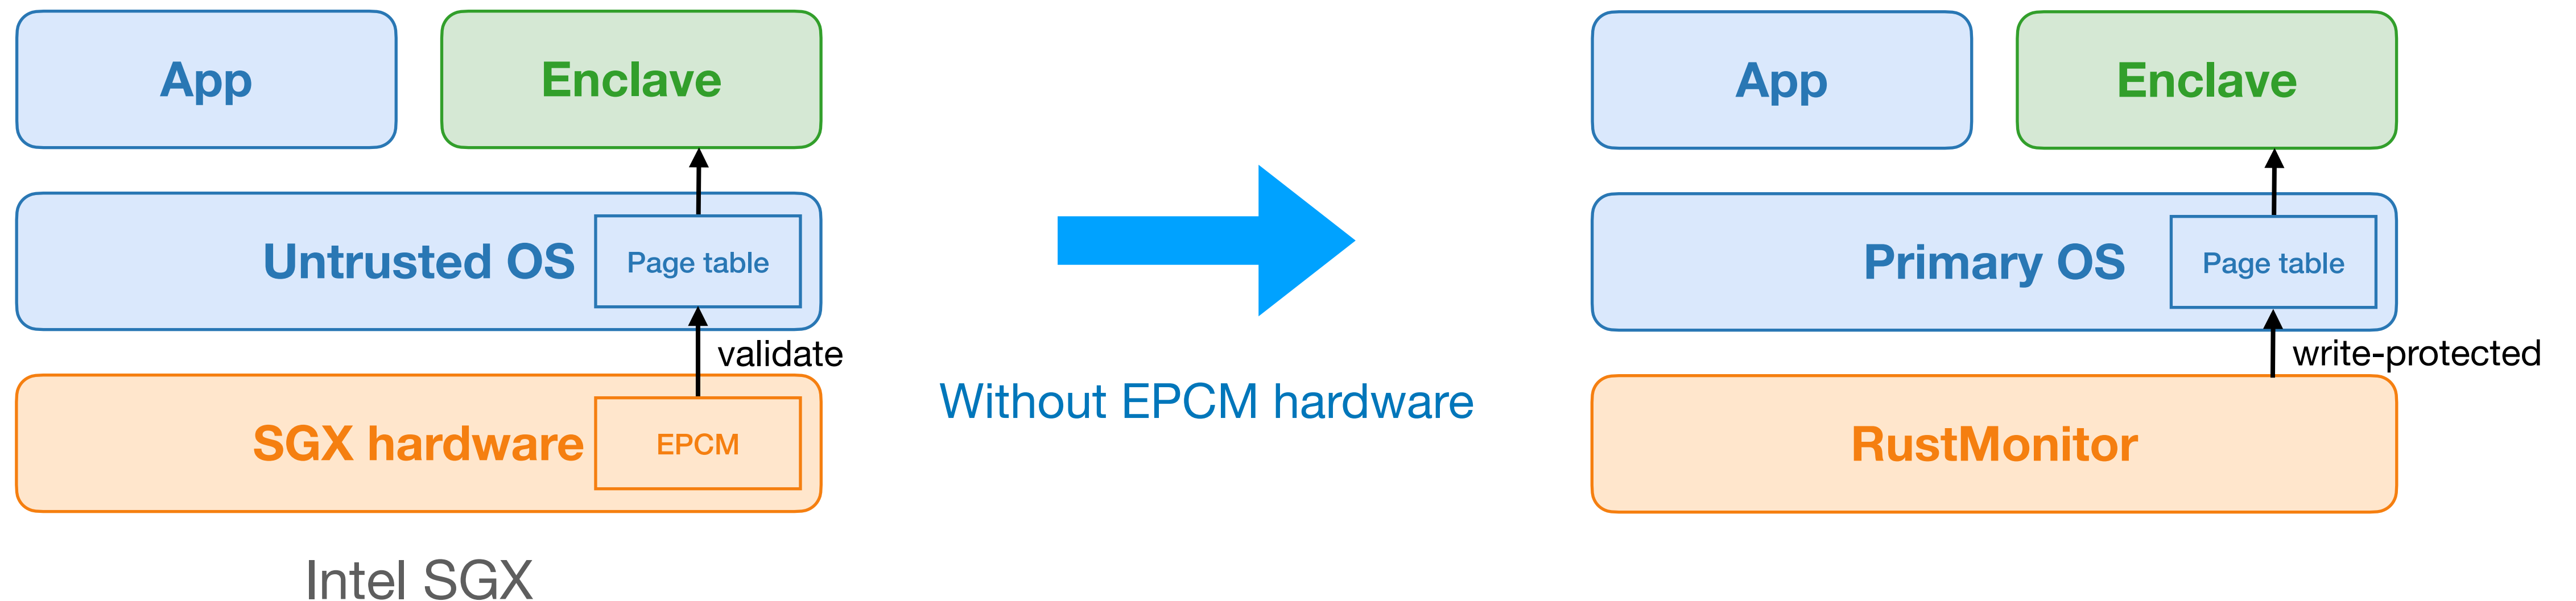 App
Enclave
Untrusted OS
Page table
validate
SGX hardware
EPCM
Intel SGX
Without EPCM hardware
App
Enclave
Primary OS
Page table
write-protected
RustMonitor